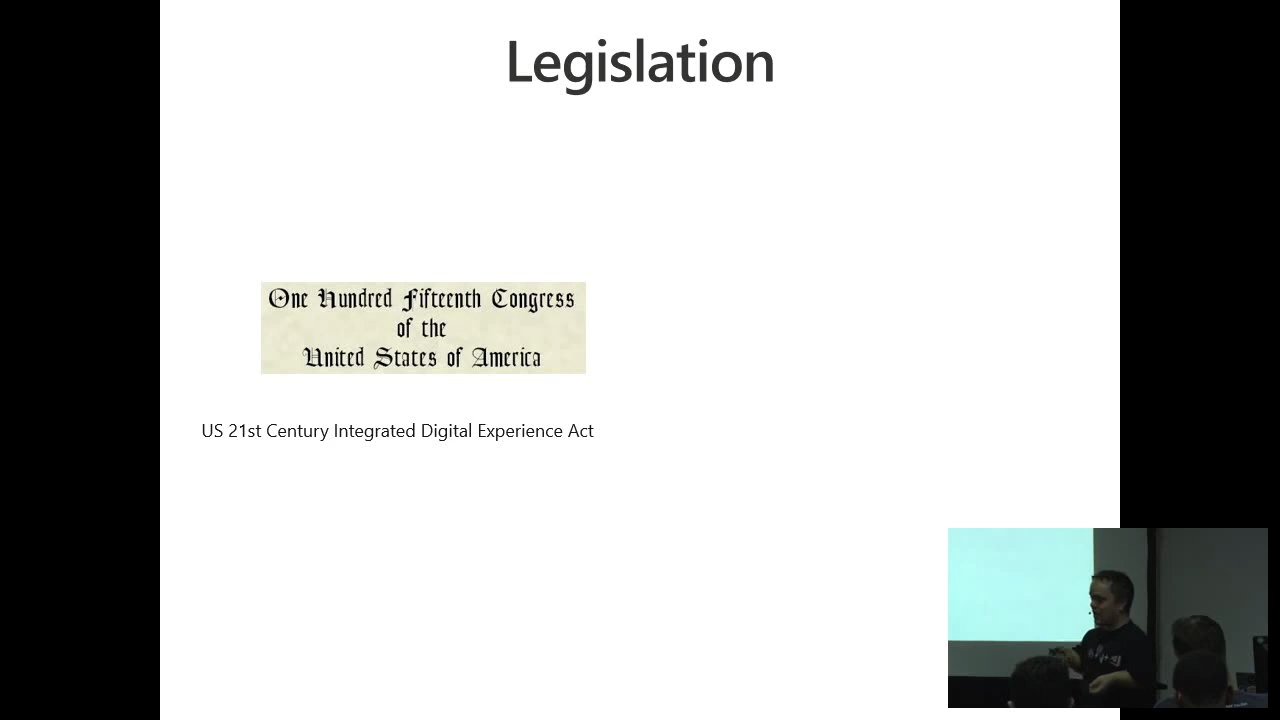 Legislation
One Hundred Fifteenth Congress
of the
United States of America
US 21st Century Integrated Digital Experience Act